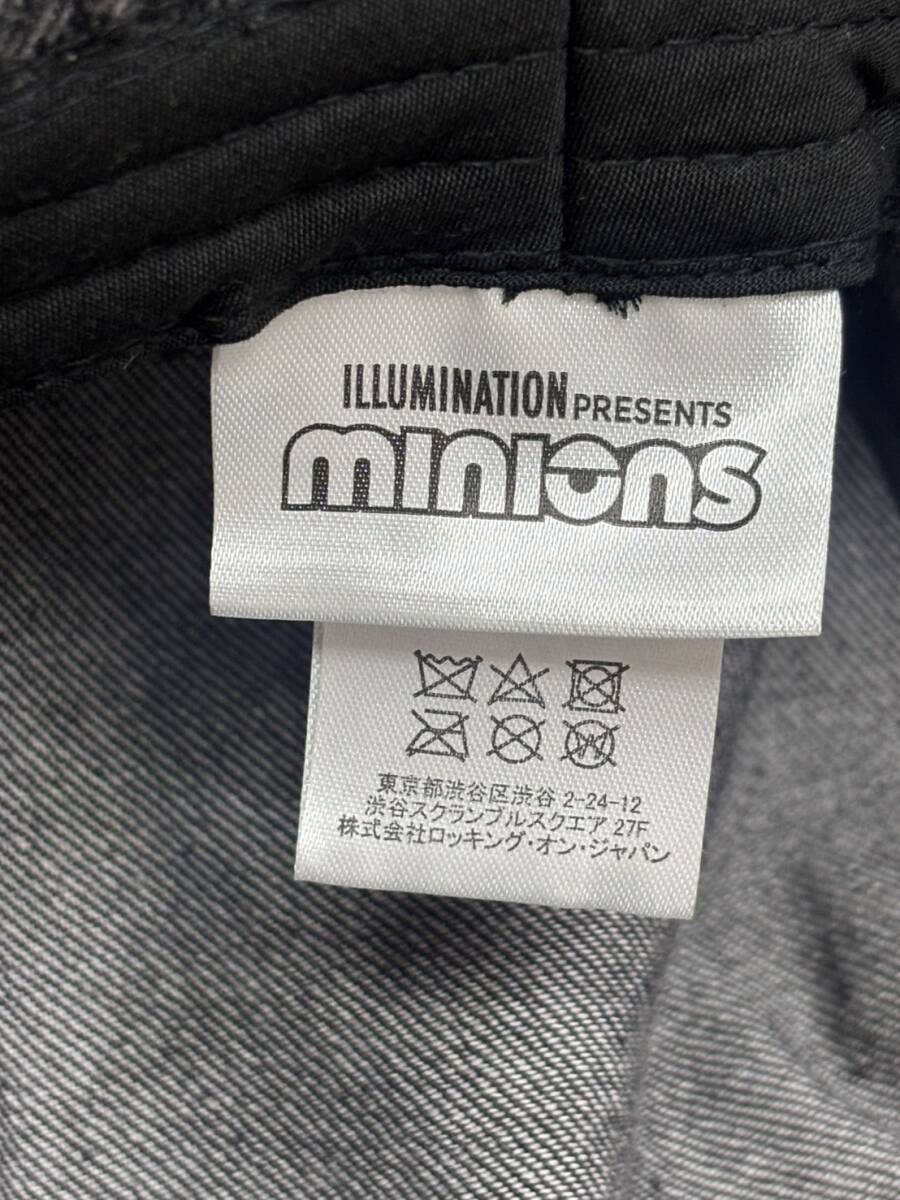 ILLUMINATION PRESENTS
minions
W
東京都渋谷区渋谷 2-24-12
渋谷スクランブルスクエア 27F
株式会社ロッキング・オン・ジャパン